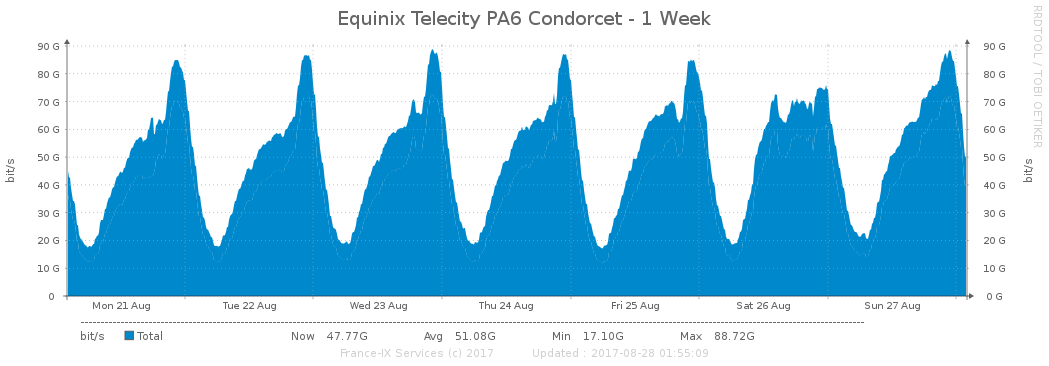 Equinix Telecity PA6 Condorcet - 1 Week
RRDTOOL / TOBI OETIKER
bit/s
90 G 90 G
80 G 80 G
70 G 70 G
60 G 60 G
50 G 50 G
40 G 40 G
30 G 30 G
20 G 20 G
10 G 10 G
0 0 G
bit/s
Mon 21 Aug Tue 22 Aug Wed 23 Aug Thu 24 Aug Fri 25 Aug Sat 26 Aug Sun 27 Aug
bit/s Total Now 47.77G Avg 51.08G Min 17.10G Max 88.72G
France-IX Services (c) 2017 Updated : 2017-08-28 01:55:09